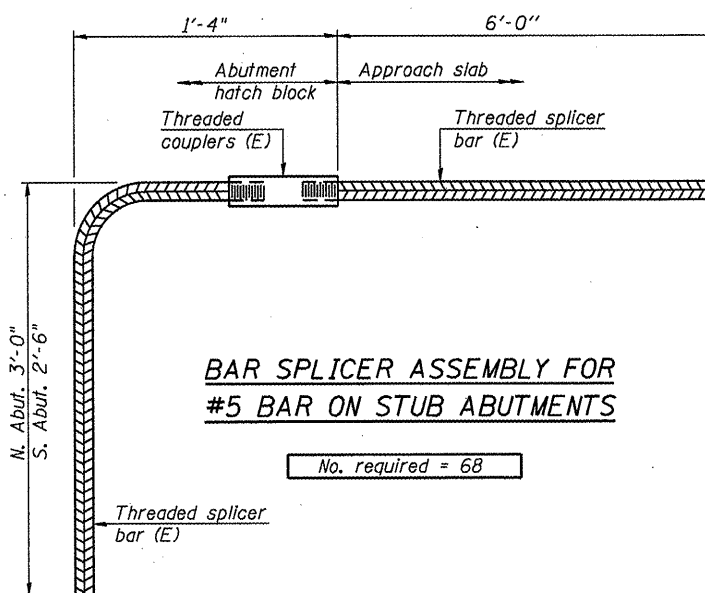 1'-4"
6'-0"
Abutment
hatch block
Approach slab
Threaded
couplers (E)
Threaded splicer
bar (E)
N. Abut. 3'-0"
S. Abut. 2'-6"
BAR SPLICER ASSEMBLY FOR
#5 BAR ON STUB ABUTMENTS
No. required = 68
Threaded splicer
bar (E)